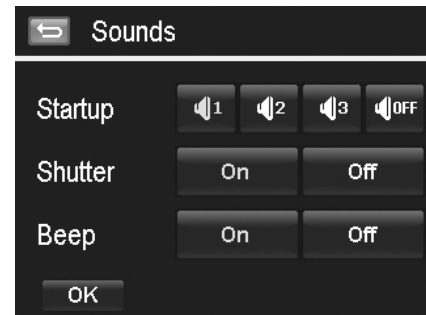 Sounds
Startup 1 2 3 OFF
Shutter On Off
Beep On Off
OK